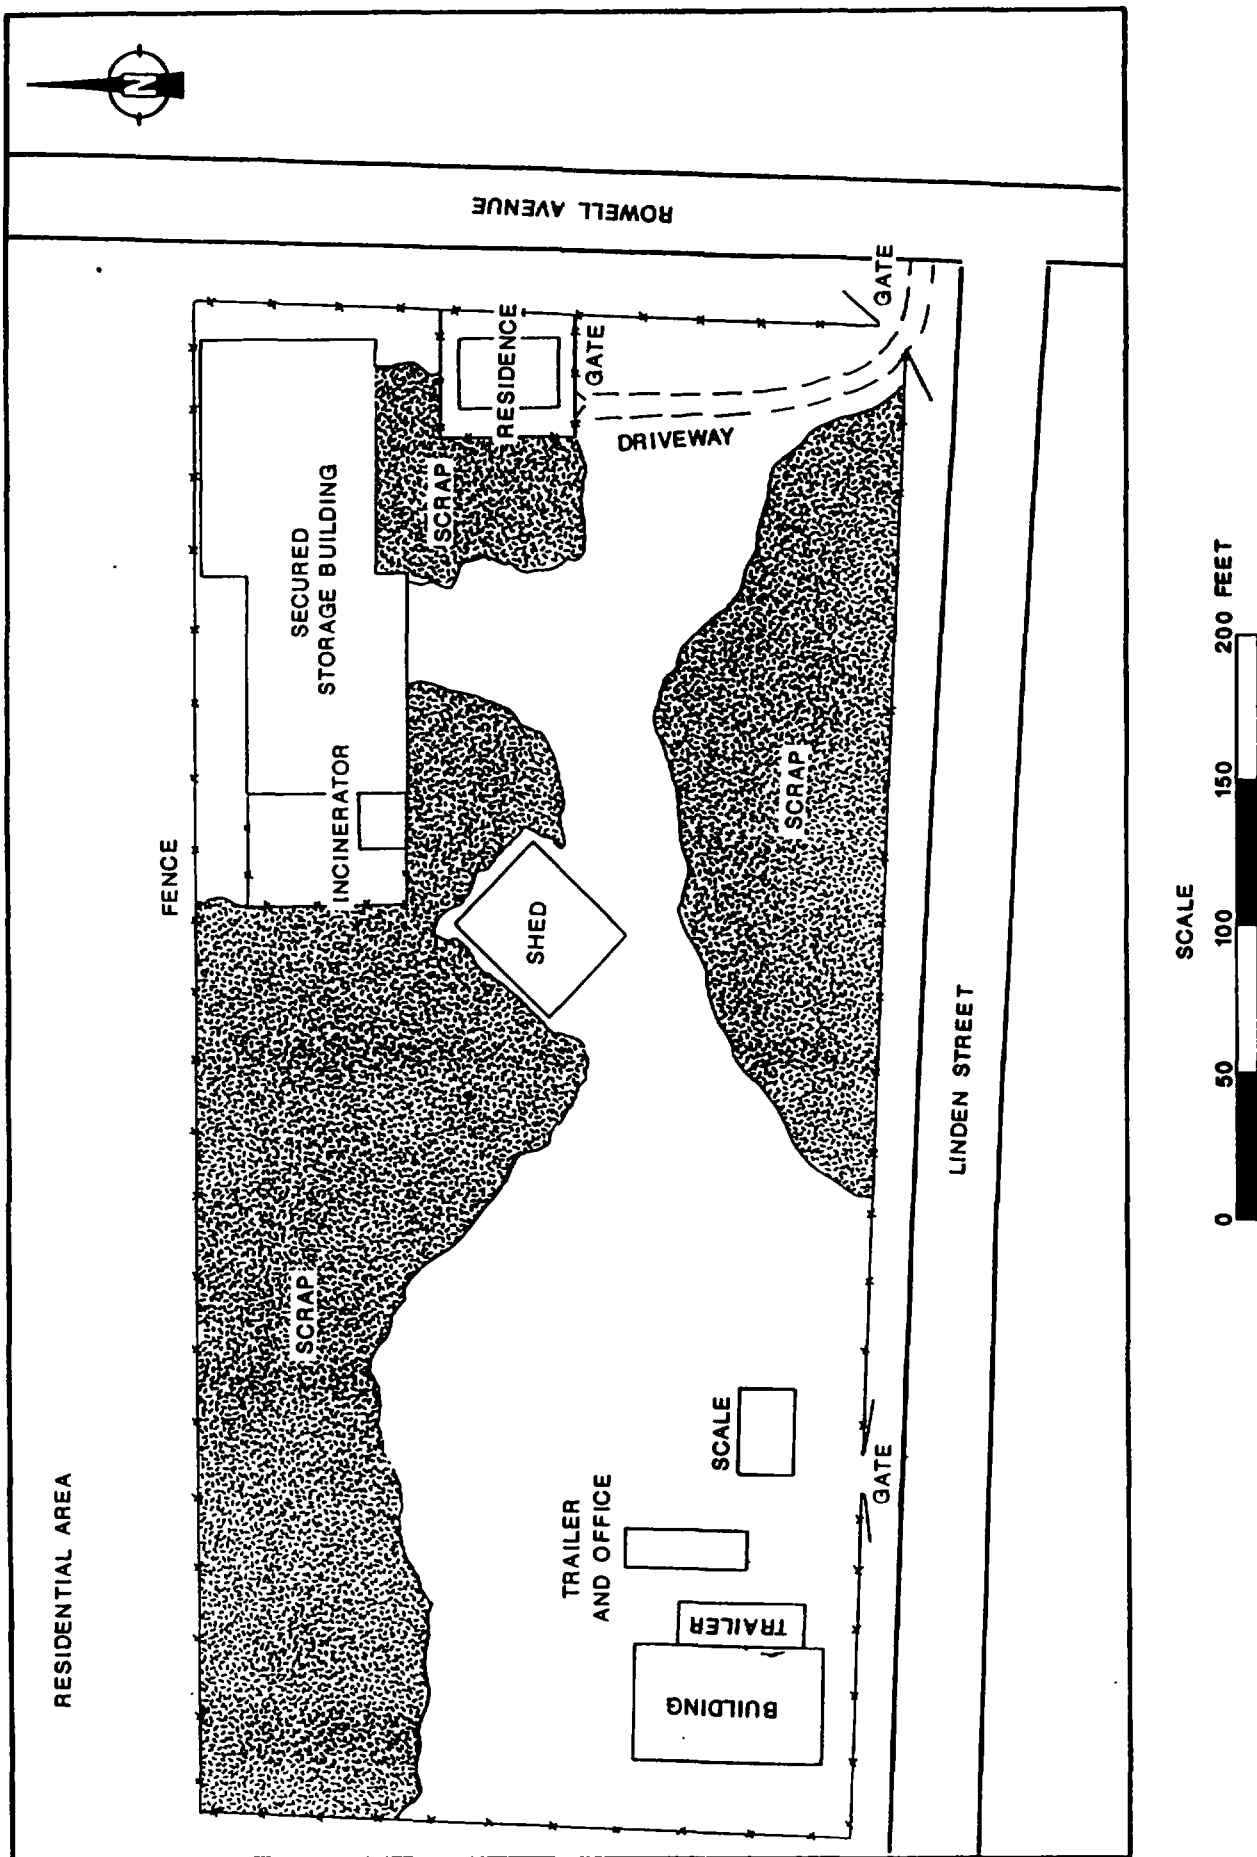 N
ROWELL AVENUE
GATE
RESIDENCE
GATE
DRIVEWAY
SCRAP
SECURED
STORAGE BUILDING
INCINERATOR
FENCE
SHED
SCRAP
SCRAP
LINDEN STREET
RESIDENTIAL AREA
SCALE
GATE
TRAILER
AND OFFICE
TRAILER
BUILDING
0 50 100 150 200 FEET
SCALE